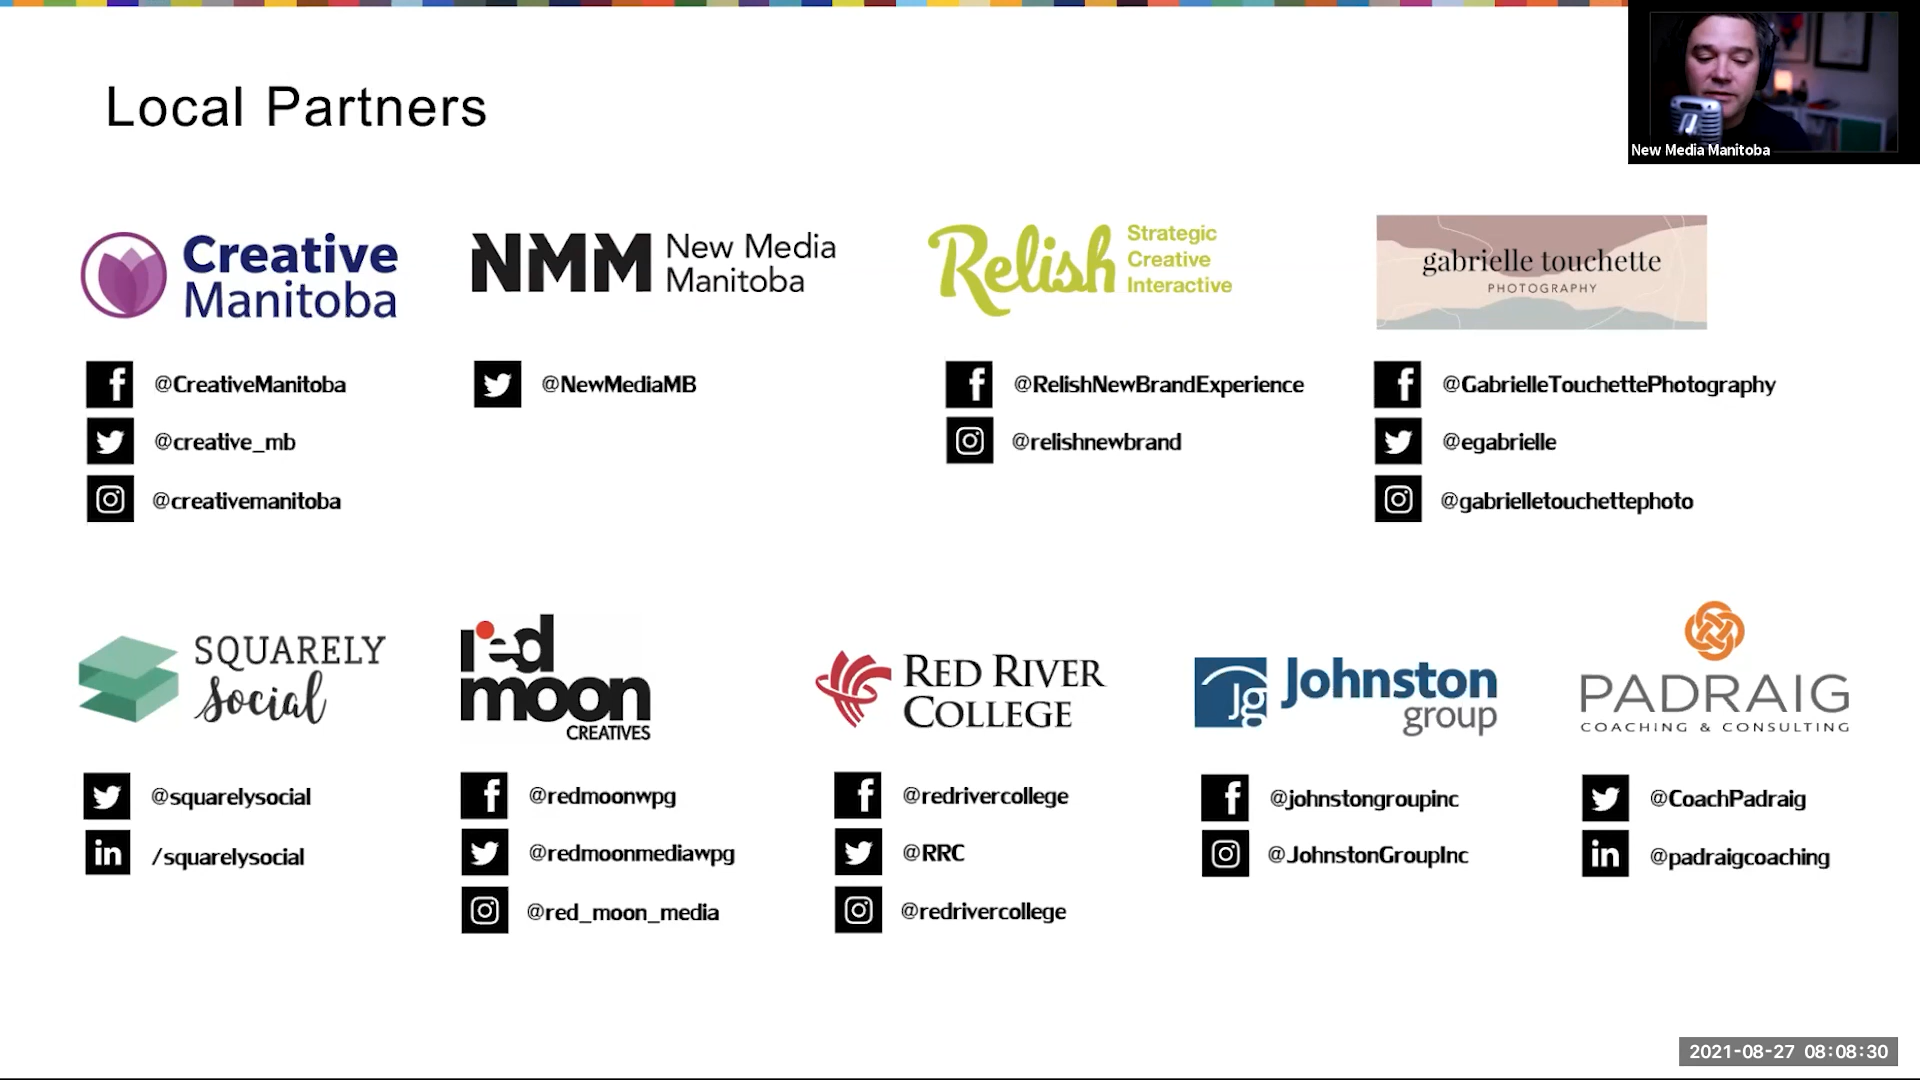 Local Partners
New Media Manitoba
Creative
Manitoba
@CreativeManitoba
@creative_mb
@creativemanitoba
NMM New Media
Manitoba
@NewMediaMB
Relish Strategic
Creative
Interactive
@RelishNewBrandExperience
@relishnewbrand
gabrielle touchette
PHOTOGRAPHY
@GabrielleTouchettePhotography
@egabrielle
@gabrielletouchettephoto
SQUARELY
Social
@squarelysocial
in /squarelysocial
red
moon
CREATIVES
@redmoonwpg
@redmoonmediawpg
@red_moon_media
RED RIVER
COLLEGE
@redrivercollege
@RRC
@redrivercollege
Jg Johnston
group
@johnstongroupinc
@JohnstonGroupInc
PADRAIG
COACHING & CONSULTING
@CoachPadraig
in @padraigcoaching
2021-08-27 08:08:30